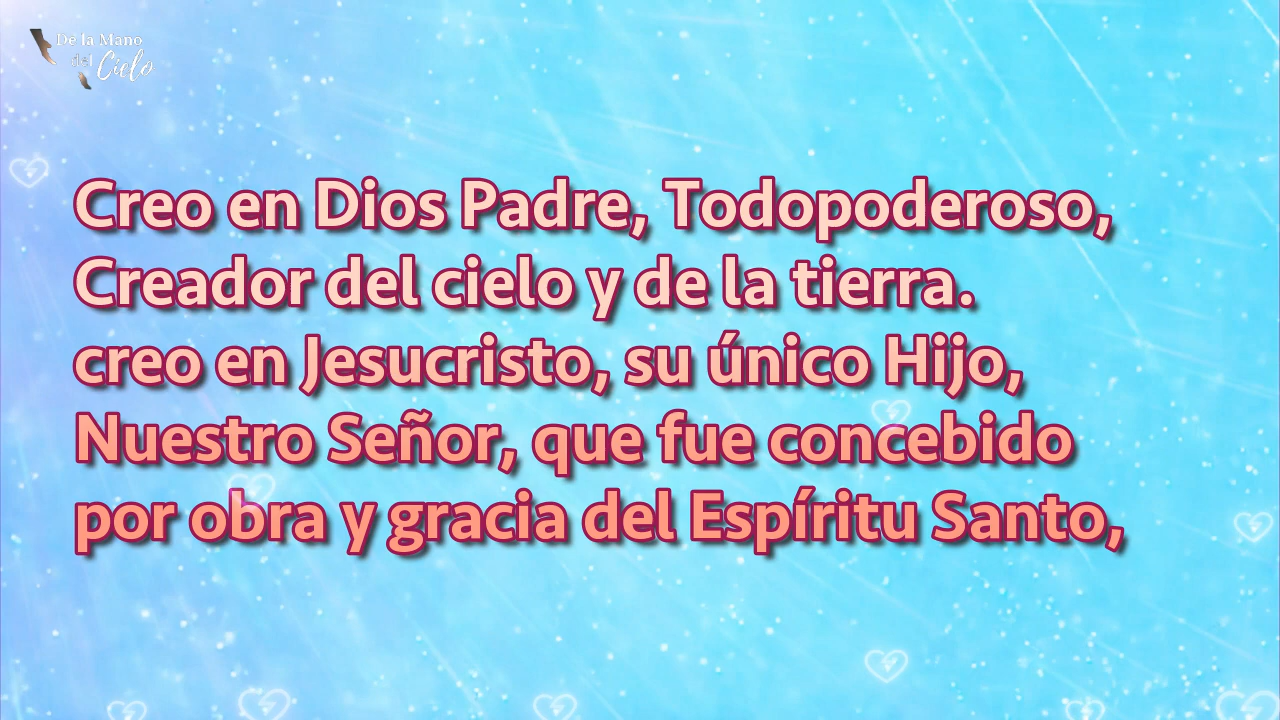 De la Mano
del Cielo
Creo en Dios Padre, Todopoderoso,
Creador del cielo y de la tierra.
creo en Jesucristo, su único Hijo,
Nuestro Señor, que fue concebido
por obra y gracia del Espíritu Santo,